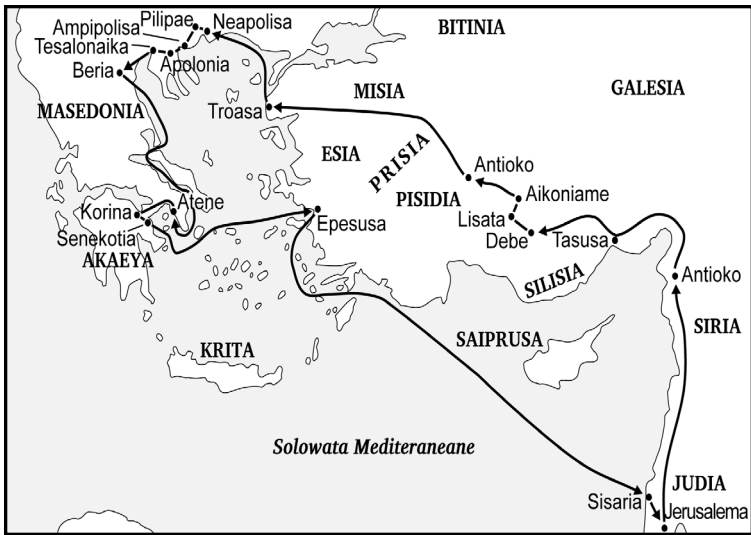 Pilipae
Neapolisa
Ampipolisa
Tesalonaika
Apolonia
Beria
BITINIA
MISIA
GALESIA
MASEDONIA
Troasa
ESIA
PRISIA
Antioko
PISIDIA
Aikoniame
Lisata
Debe
Tasusa
Korina
Atene
Senekotia
AKAEYA
Epesusa
SILISIA
Antioko
SIRIA
SAIPRUSA
KRITA
Solowata Mediteraneane
Sisaria
JUDIA
Jerusalema